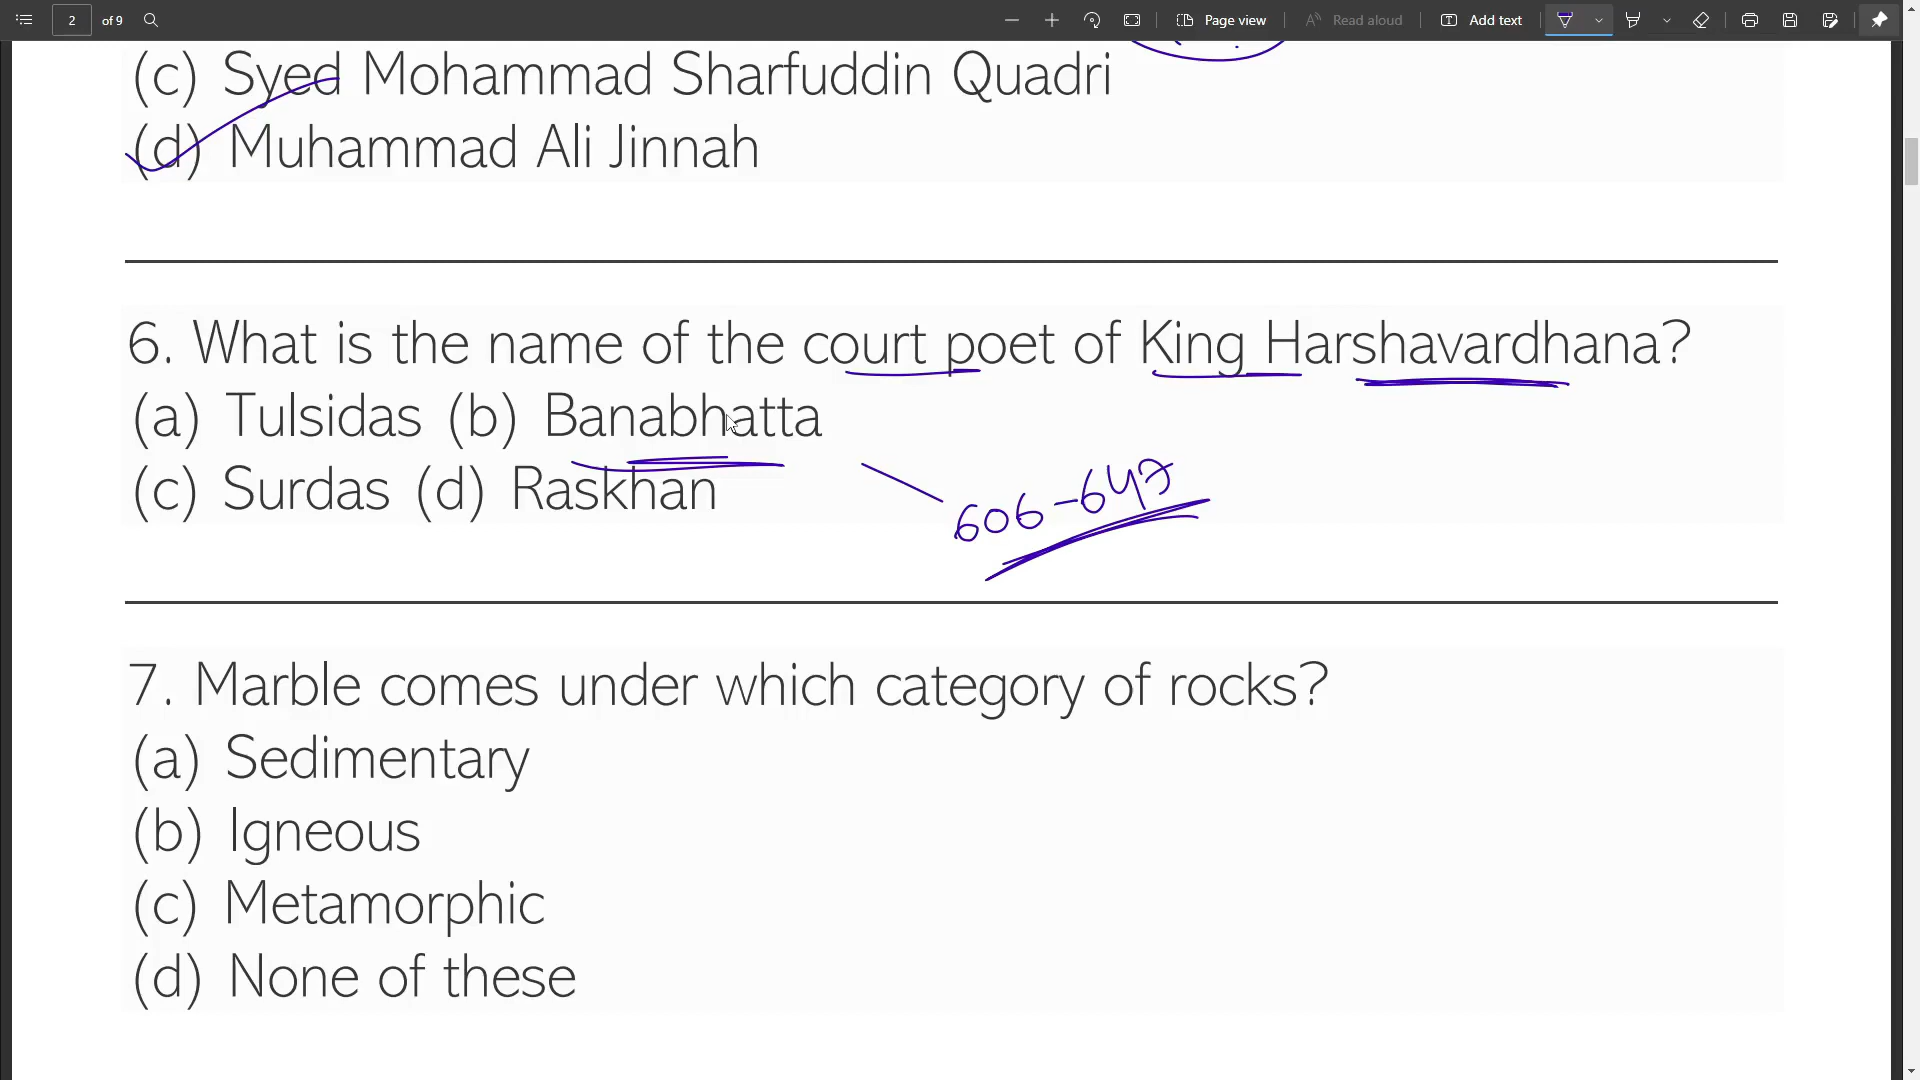 2 of 9 Page view Read aloud Add text
(c) Syed Mohammad Sharfuddin Quadri
(d) Muhammad Ali Jinnah
6. What is the name of the court poet of King Harshavardhana?
(a) Tulsidas (b) Banabhatta
(c) Surdas (d) Raskhan
606-647
7. Marble comes under which category of rocks?
(a) Sedimentary
(b) Igneous
(c) Metamorphic
(d) None of these